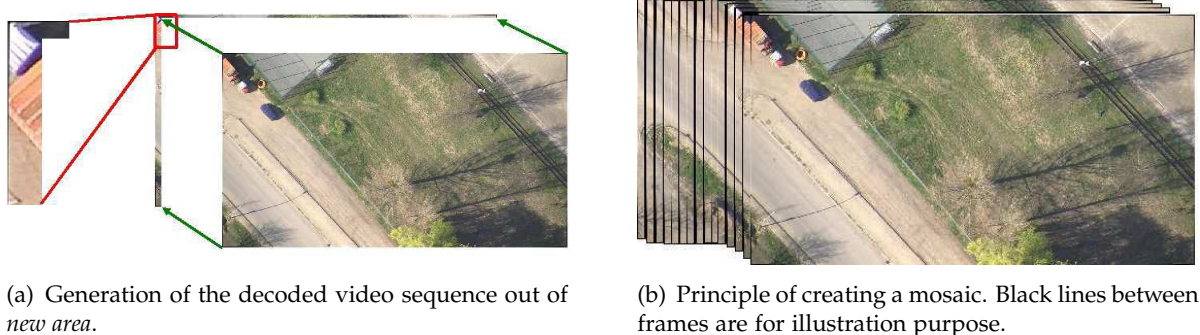 (a) Generation of the decoded video sequence out of
new area.
(b) Principle of creating a mosaic. Black lines between
frames are for illustration purpose.